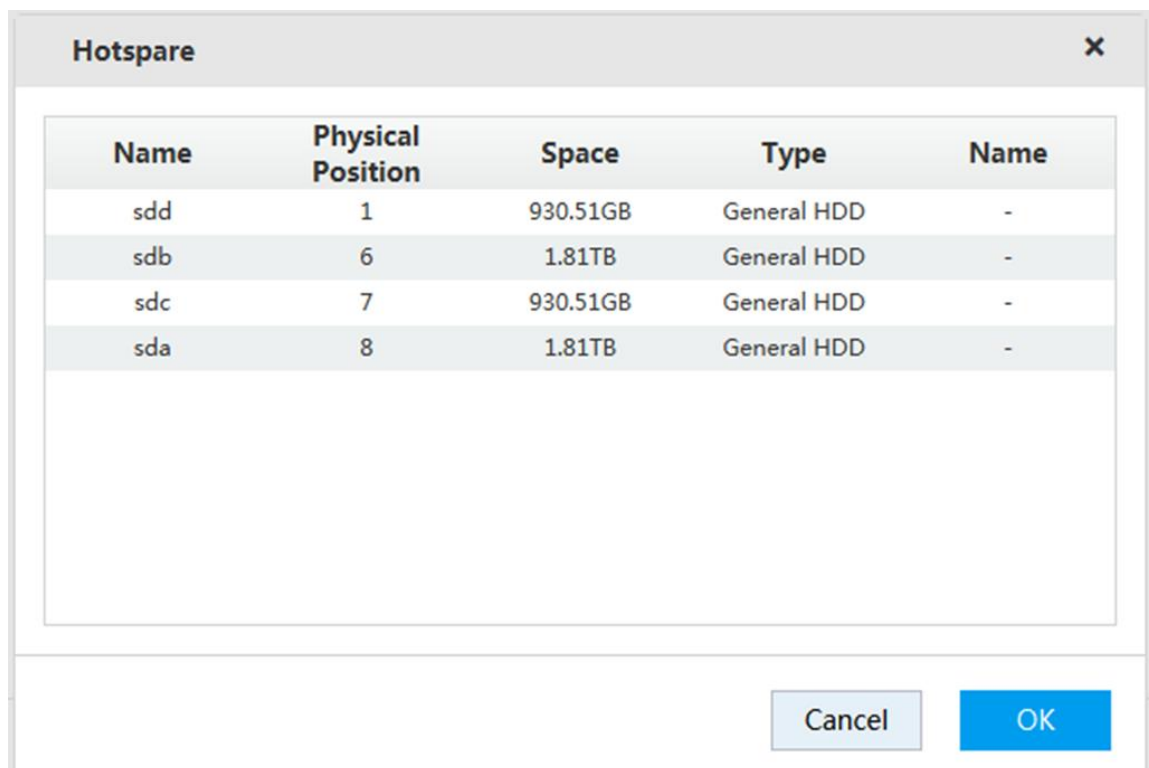 Hotspare ×
Name Physical Position Space Type Name
sdd 1 930.51GB General HDD -
sdb 6 1.81TB General HDD -
sdc 7 930.51GB General HDD -
sda 8 1.81TB General HDD -
Cancel OK